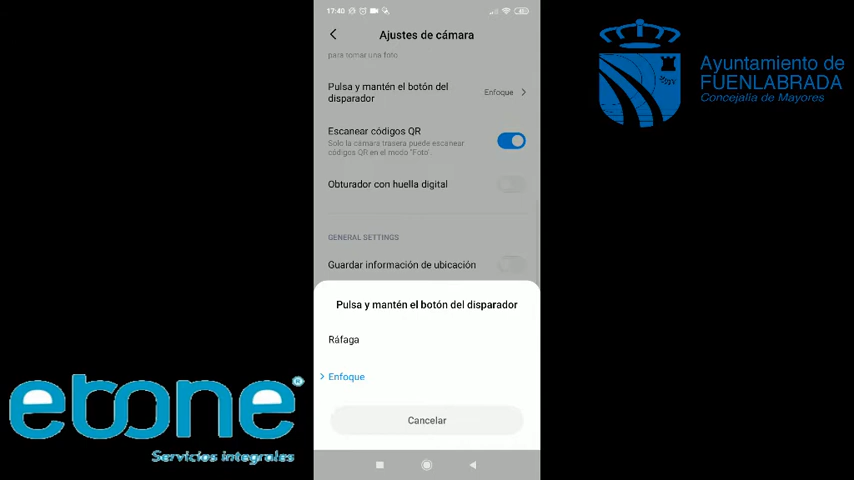 17:40
Ajustes de cámara
para tomar una foto
Pulsa y mantén el botón del
disparador
Enfoque
Escanear códigos QR
Solo la cámara trasera puede escanear
códigos QR en el modo "Foto".
Obturador con huella digital
GENERAL SETTINGS
Guardar información de ubicación
Pulsa y mantén el botón del disparador
Ráfaga
Enfoque
Cancelar
Ayuntamiento de
FUENLABRADA
Concejalía de Mayores
etone
Servicios integrales